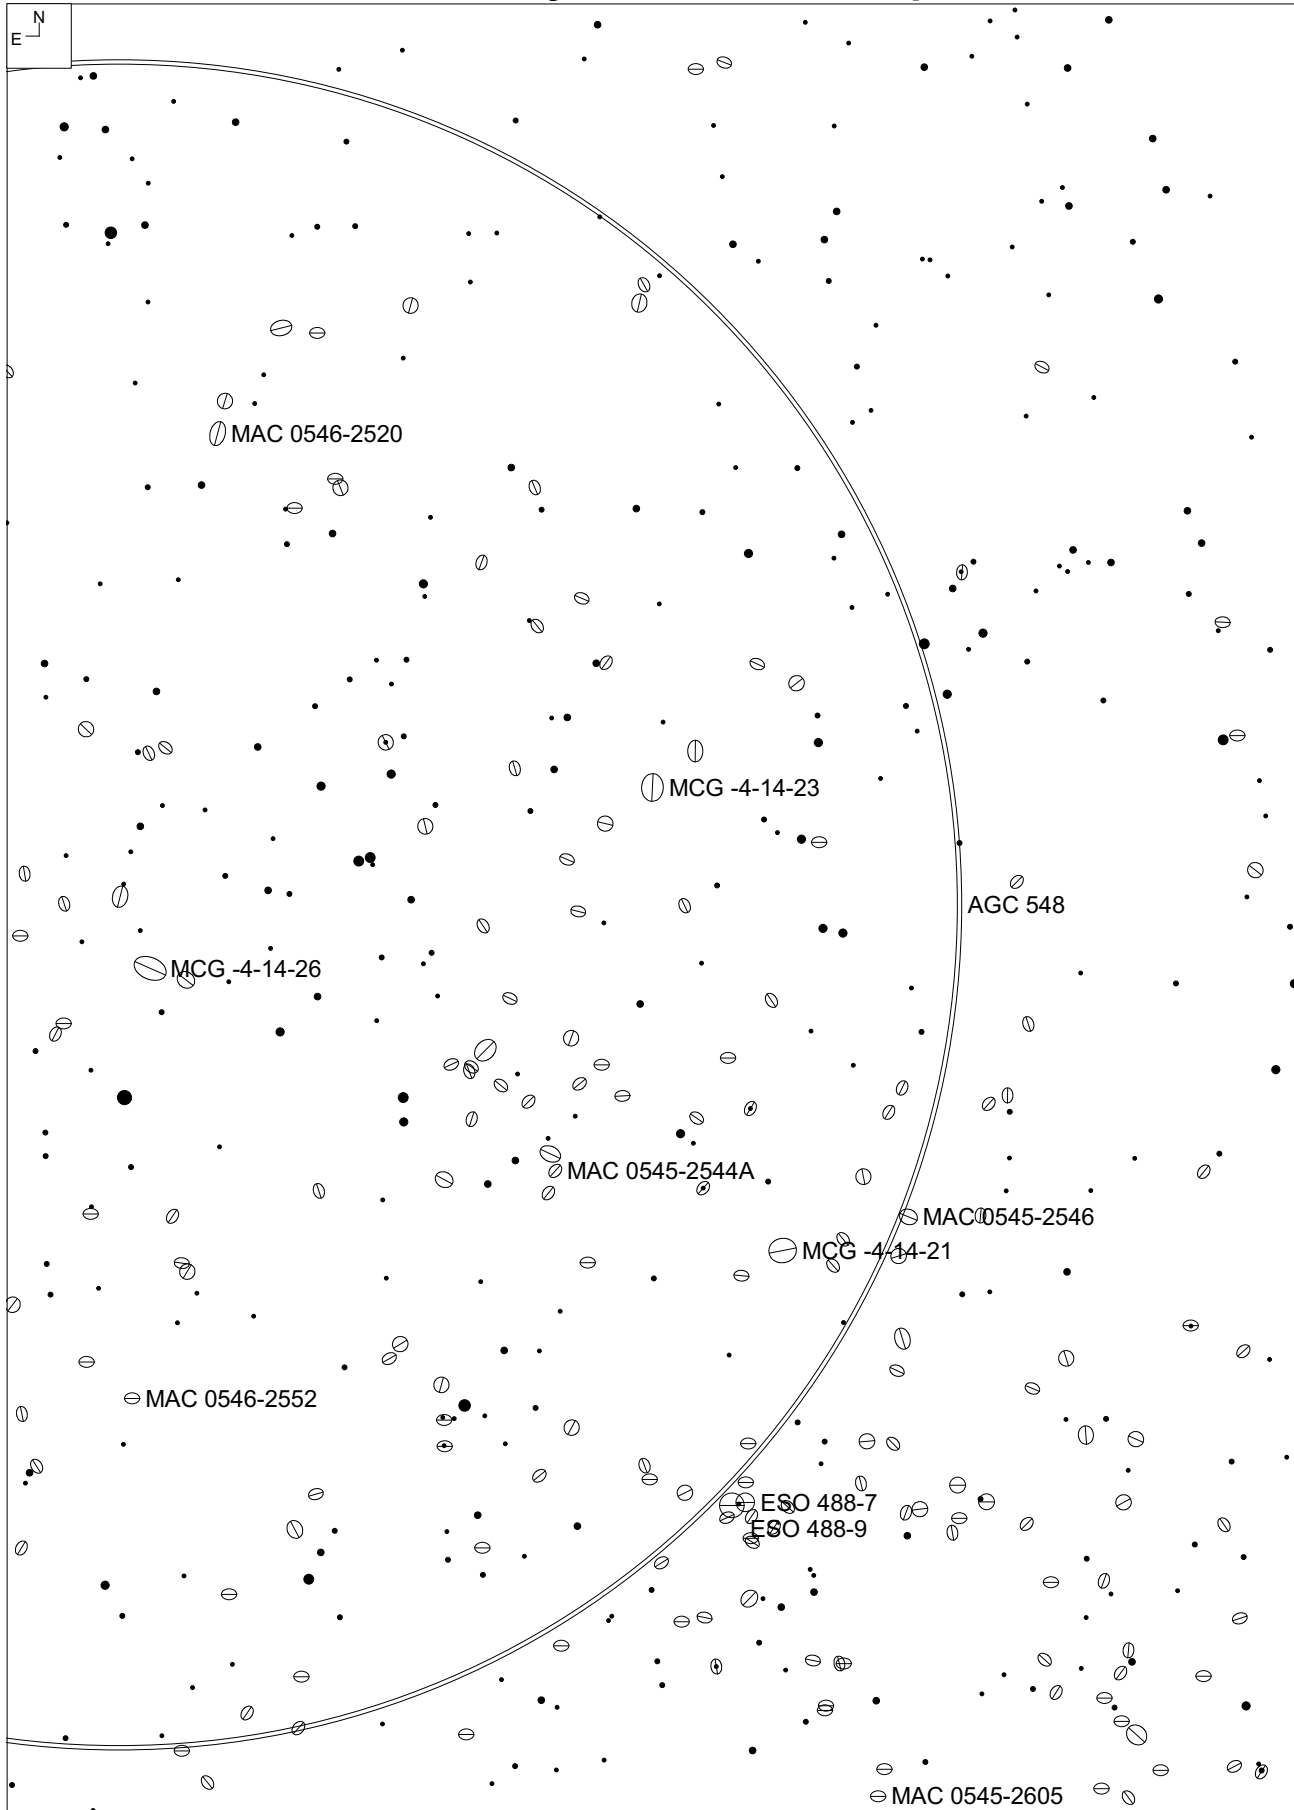 N
E
MAC 0546-2520
MCG -4-14-23
AGC 548
MCG -4-14-26
MAC 0545-2544A
MAC 0545-2546
MCG -4-14-21
MAC 0546-2552
ESO 488-7
ESO 488-9
MAC 0545-2605